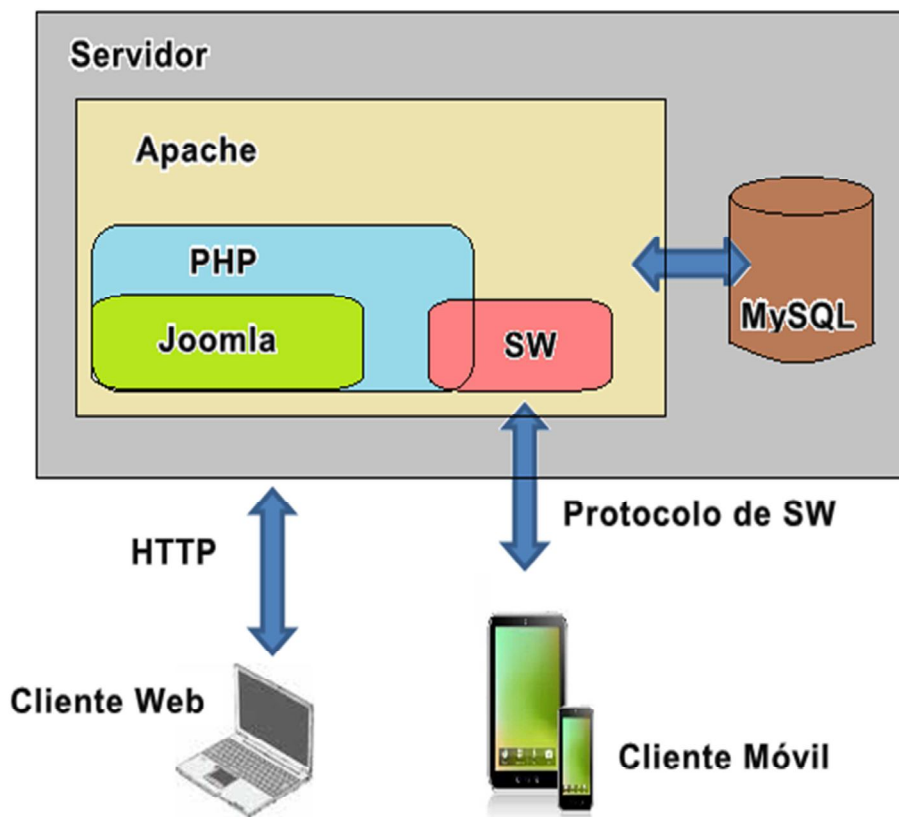 Servidor
Apache
PHP
Joomla
SW
MySQL
HTTP
Protocolo de SW
Cliente Web
Cliente Móvil